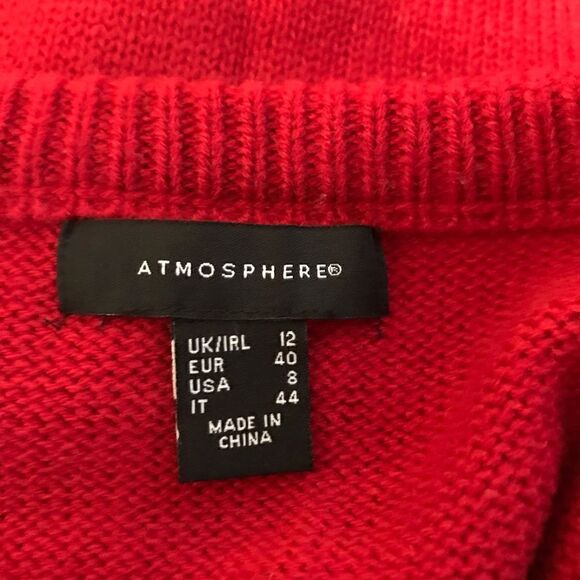 ATMOSPHERE®
UK/IRL 12
EUR 40
USA 8
IT 44
MADE IN
CHINA